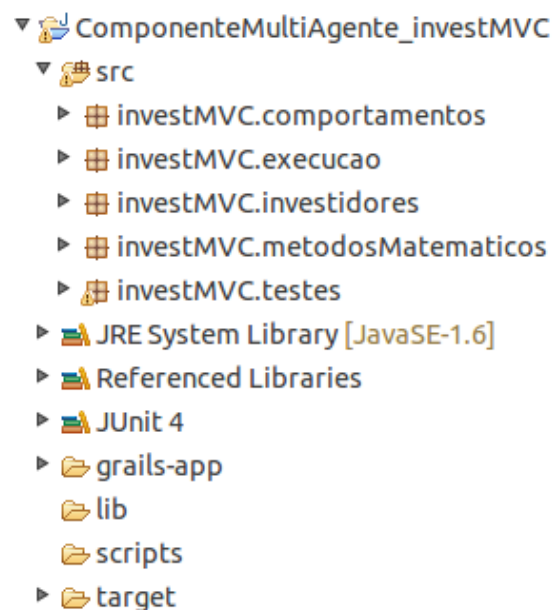 ComponenteMultiAgente_investMVC
src
investMVC.comportamentos
investMVC.execucao
investMVC.investidores
investMVC.metodosMatematicos
investMVC.testes
JRE System Library [JavaSE-1.6]
Referenced Libraries
JUnit 4
grails-app
lib
scripts
target